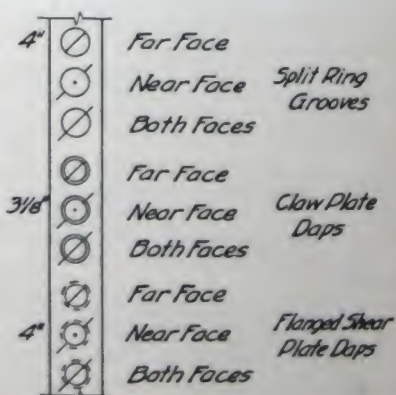 4" Far Face
Near Face Split Ring
Grooves
Both Faces
Far Face
3 1/8" Near Face Claw Plate
Daps
Both Faces
Far Face
4" Near Face Flanged Shear
Plate Daps
Both Faces